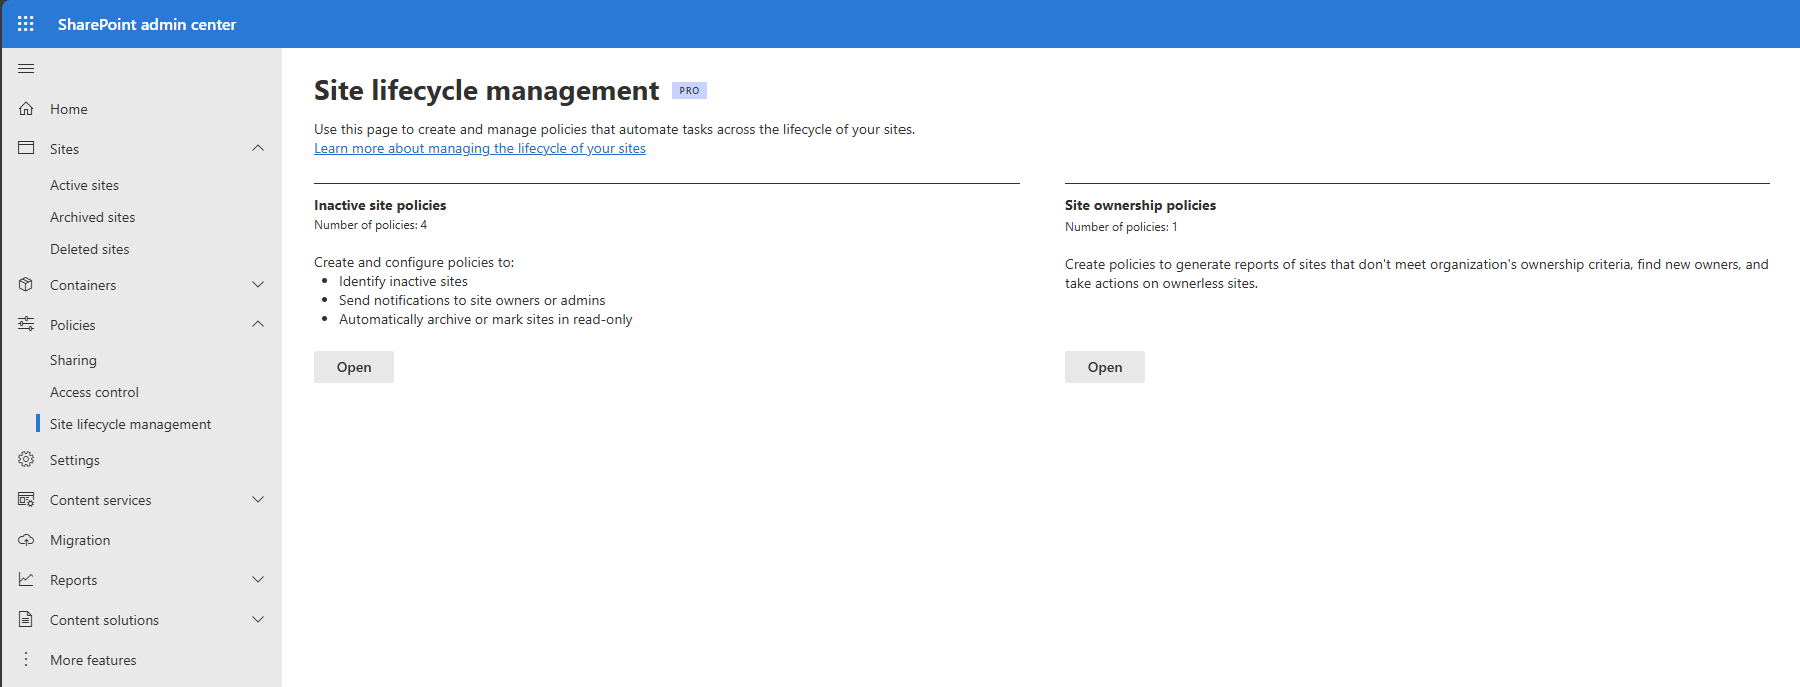 SharePoint admin center
Home
Sites
Active sites
Archived sites
Deleted sites
Containers
Policies
Sharing
Access control
Site lifecycle management
Settings
Content services
Migration
Reports
Content solutions
More features
Site lifecycle management PRO
Use this page to create and manage policies that automate tasks across the lifecycle of your sites.
Learn more about managing the lifecycle of your sites
Inactive site policies
Number of policies: 4
Create and configure policies to:
• Identify inactive sites
• Send notifications to site owners or admins
• Automatically archive or mark sites in read-only
Open
Site ownership policies
Number of policies: 1
Create policies to generate reports of sites that don't meet organization's ownership criteria, find new owners, and
take actions on ownerless sites.
Open